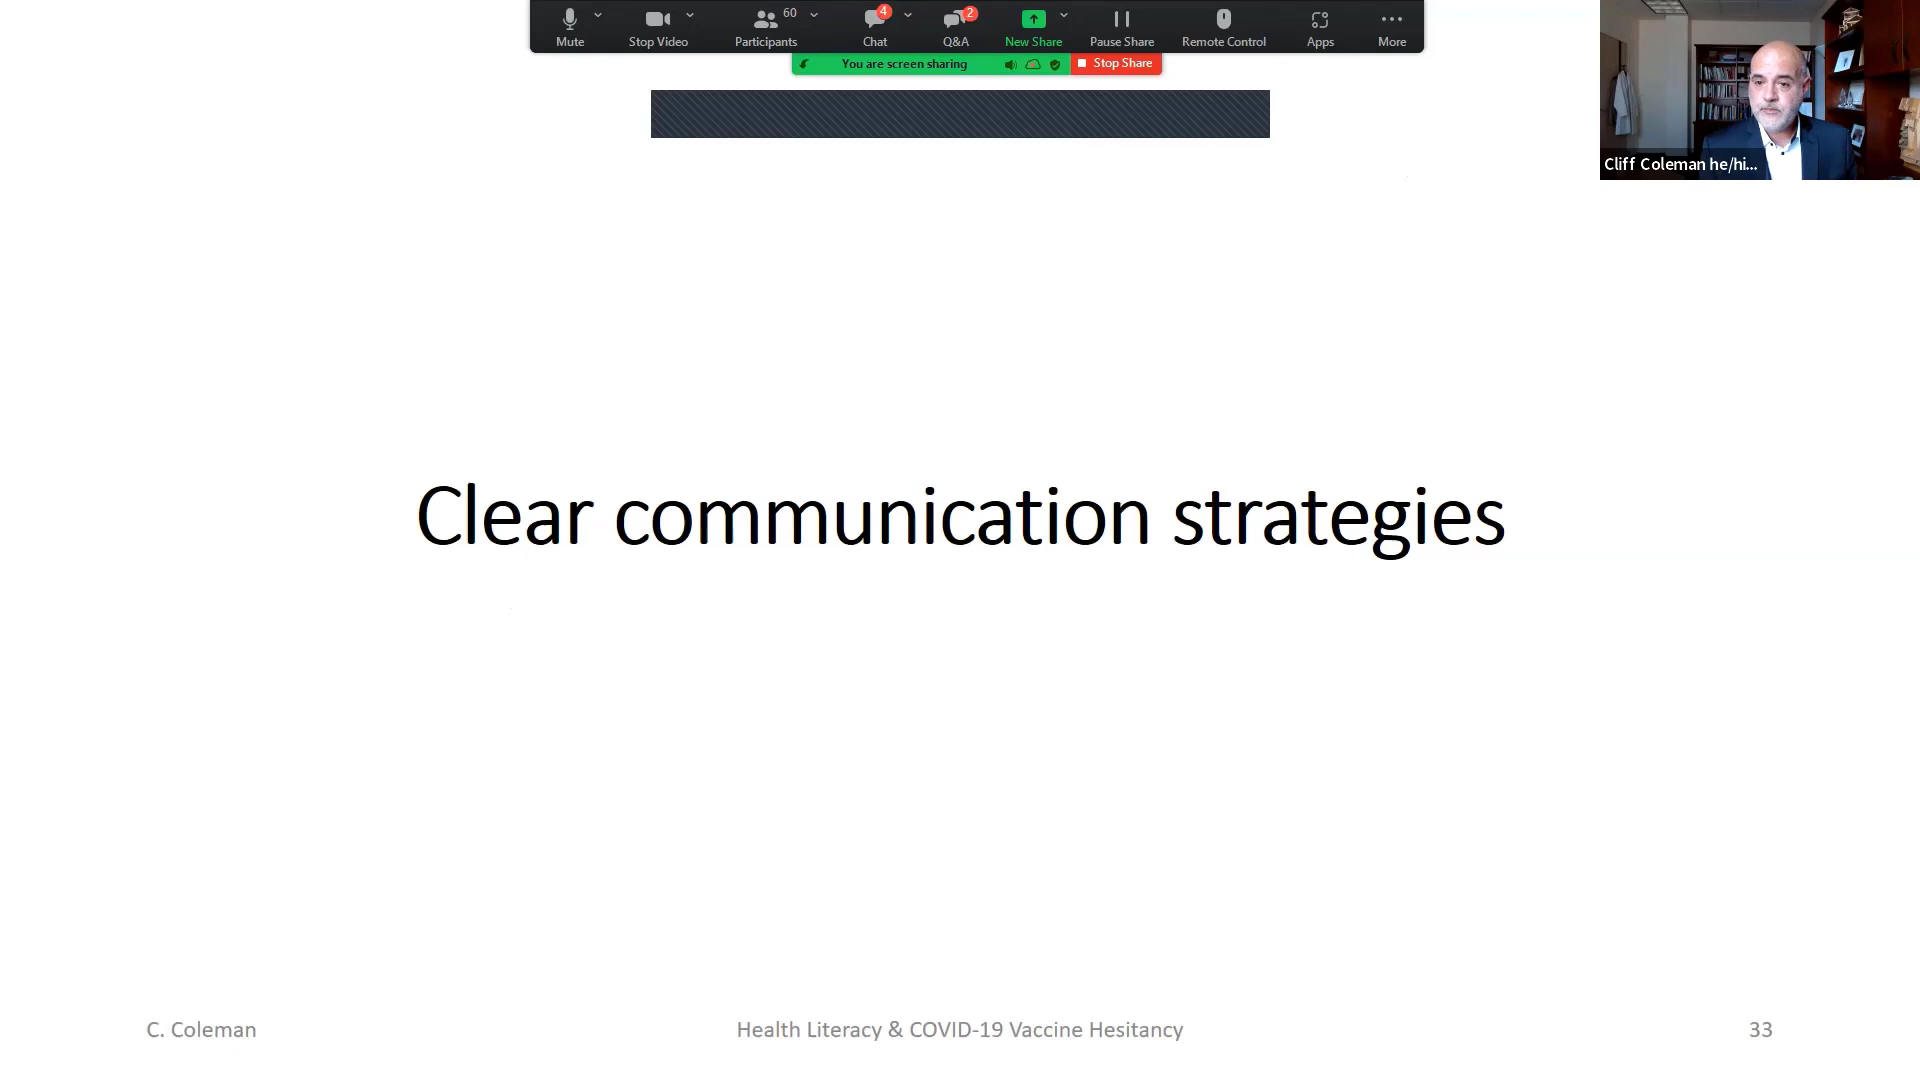 60
4
2
Mute
Stop Video
Participants
Chat
Q&A
New Share
Pause Share
Remote Control
Apps
More
You are screen sharing
Stop Share
Cliff Coleman he/hi...
Clear communication strategies
C. Coleman
Health Literacy & COVID-19 Vaccine Hesitancy
33